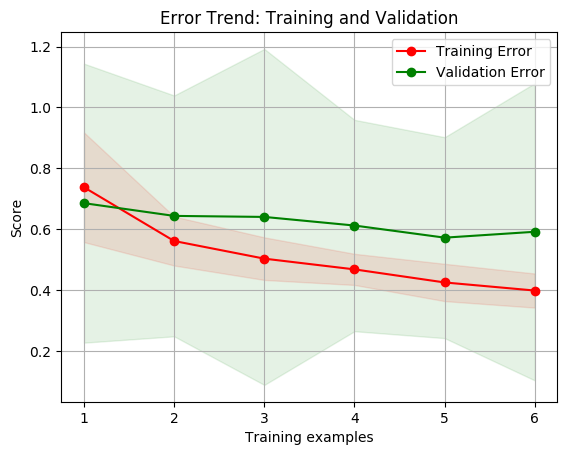 Error Trend: Training and Validation
Training Error
Validation Error
Score
1.2
1.0
0.8
0.6
0.4
0.2
1 2 3 4 5 6
Training examples